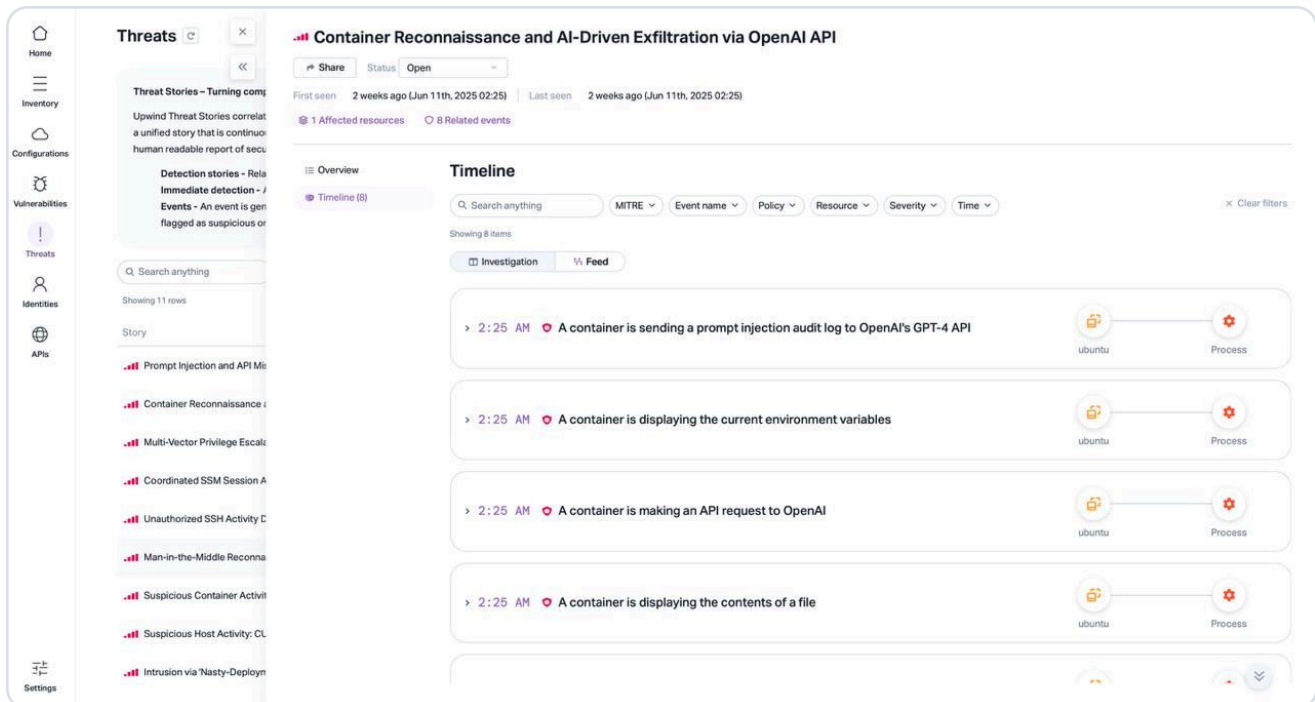 Home
Inventory
Configurations
Vulnerabilities
Threats
Identities
APIs
Settings
Threats
Threat Stories – Turning comp
Upwind Threat Stories correlat
a unified story that is continuo
human readable report of secu
Detection stories - Rela
Immediate detection - A
Events - An event is gen
flagged as suspicious or
Search anything
Showing 11 rows
Story
Prompt Injection and API Mis
Container Reconnaissance a
Multi-Vector Privilege Escala
Coordinated SSM Session A
Unauthorized SSH Activity D
Man-in-the-Middle Reconna
Suspicious Container Activit
Suspicious Host Activity: CU
Intrusion via 'Nasty-Deploym
Container Reconnaissance and AI-Driven Exfiltration via OpenAI API
Share Status Open
First seen 2 weeks ago (Jun 11th, 2025 02:25) Last seen 2 weeks ago (Jun 11th, 2025 02:25)
1 Affected resources 8 Related events
Overview
Timeline (8)
Timeline
Search anything MITRE Event name Policy Resource Severity Time Clear filters
Showing 8 items
Investigation Feed
2:25 AM A container is sending a prompt injection audit log to OpenAI's GPT-4 API
ubuntu Process
2:25 AM A container is displaying the current environment variables
ubuntu Process
2:25 AM A container is making an API request to OpenAI
ubuntu Process
2:25 AM A container is displaying the contents of a file
ubuntu Process